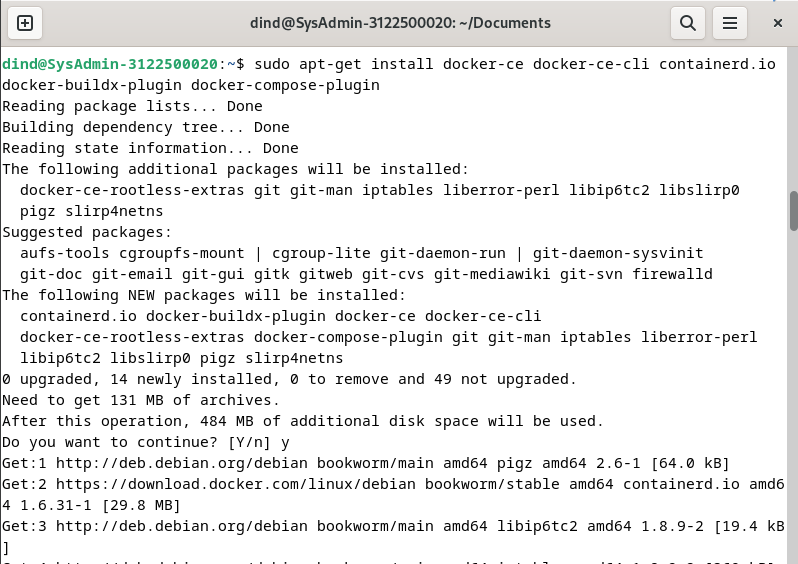 dind@SysAdmin-3122500020: ~/Documents
dind@SysAdmin-3122500020:~$ sudo apt-get install docker-ce docker-ce-cli containerd.io
docker-buildx-plugin docker-compose-plugin
Reading package lists... Done
Building dependency tree... Done
Reading state information... Done
The following additional packages will be installed:
  docker-ce-rootless-extras git git-man iptables liberror-perl libip6tc2 libslirp0
  pigz slirp4netns
Suggested packages:
  aufs-tools cgroupfs-mount | cgroup-lite git-daemon-run | git-daemon-sysvinit
  git-doc git-email git-gui gitk gitweb git-cvs git-mediawiki git-svn firewalld
The following NEW packages will be installed:
  containerd.io docker-buildx-plugin docker-ce docker-ce-cli
  docker-ce-rootless-extras docker-compose-plugin git git-man iptables liberror-perl
  libip6tc2 libslirp0 pigz slirp4netns
0 upgraded, 14 newly installed, 0 to remove and 49 not upgraded.
Need to get 131 MB of archives.
After this operation, 484 MB of additional disk space will be used.
Do you want to continue? [Y/n] y
Get:1 http://deb.debian.org/debian bookworm/main amd64 pigz amd64 2.6-1 [64.0 kB]
Get:2 https://download.docker.com/linux/debian bookworm/stable amd64 containerd.io amd6
4 1.6.31-1 [29.8 MB]
Get:3 http://deb.debian.org/debian bookworm/main amd64 libip6tc2 amd64 1.8.9-2 [19.4 kB
]